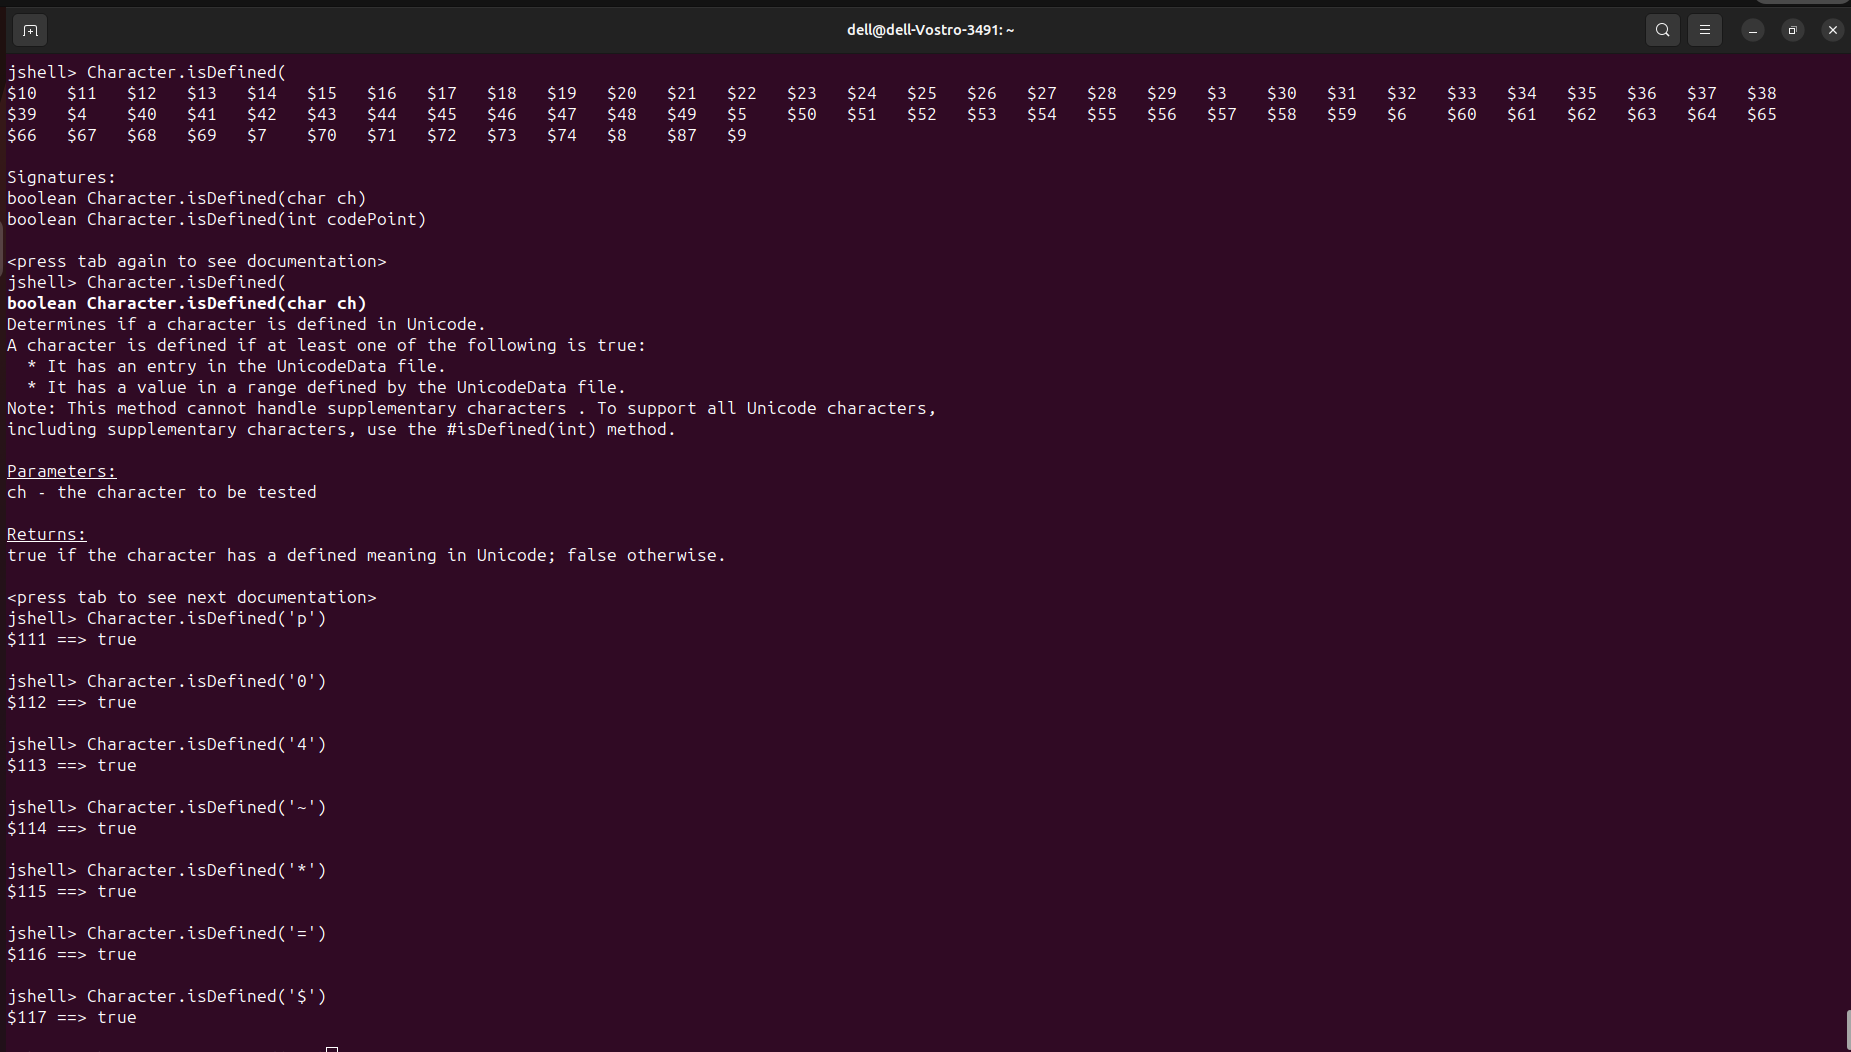 dell@dell-Vostro-3491: ~
jshell> Character.isDefined(
$10 $11 $12 $13 $14 $15 $16 $17 $18 $19 $20 $21 $22 $23 $24 $25 $26 $27 $28 $29 $3 $30 $31 $32 $33 $34 $35 $36 $37 $38
$39 $4 $40 $41 $42 $43 $44 $45 $46 $47 $48 $49 $5 $50 $51 $52 $53 $54 $55 $56 $57 $58 $59 $6 $60 $61 $62 $63 $64 $65
$66 $67 $68 $69 $7 $70 $71 $72 $73 $74 $8 $87 $9
Signatures:
boolean Character.isDefined(char ch)
boolean Character.isDefined(int codePoint)
<press tab again to see documentation>
jshell> Character.isDefined(
boolean Character.isDefined(char ch)
Determines if a character is defined in Unicode.
A character is defined if at least one of the following is true:
* It has an entry in the UnicodeData file.
* It has a value in a range defined by the UnicodeData file.
Note: This method cannot handle supplementary characters . To support all Unicode characters,
including supplementary characters, use the #isDefined(int) method.
Parameters:
ch - the character to be tested
Returns:
true if the character has a defined meaning in Unicode; false otherwise.
<press tab to see next documentation>
jshell> Character.isDefined('p')
$111 ==> true
jshell> Character.isDefined('0')
$112 ==> true
jshell> Character.isDefined('4')
$113 ==> true
jshell> Character.isDefined('~')
$114 ==> true
jshell> Character.isDefined('*')
$115 ==> true
jshell> Character.isDefined('=')
$116 ==> true
jshell> Character.isDefined('$')
$117 ==> true